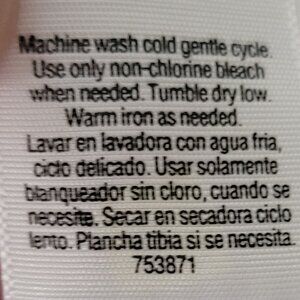 Machine wash cold gentle cycle.
Use only non-chlorine bleach
when needed. Tumble dry low.
Warm iron as needed.
Lavar en lavadora con agua fria,
ciclo delicado. Usar solamente
blanqueador sin cloro, cuando se
necesite. Secar en secadora ciclo
lento. Plancha tibia si se necesita.
753871